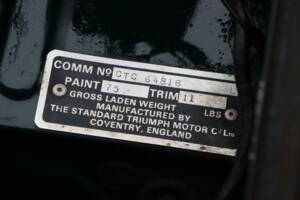 COMM Nº CTC 64816 L
PAINT 75 TRIM 11
GROSS LADEN WEIGHT LBS
MANUFACTURED BY
THE STANDARD TRIUMPH MOTOR Cº Ltd
COVENTRY, ENGLAND